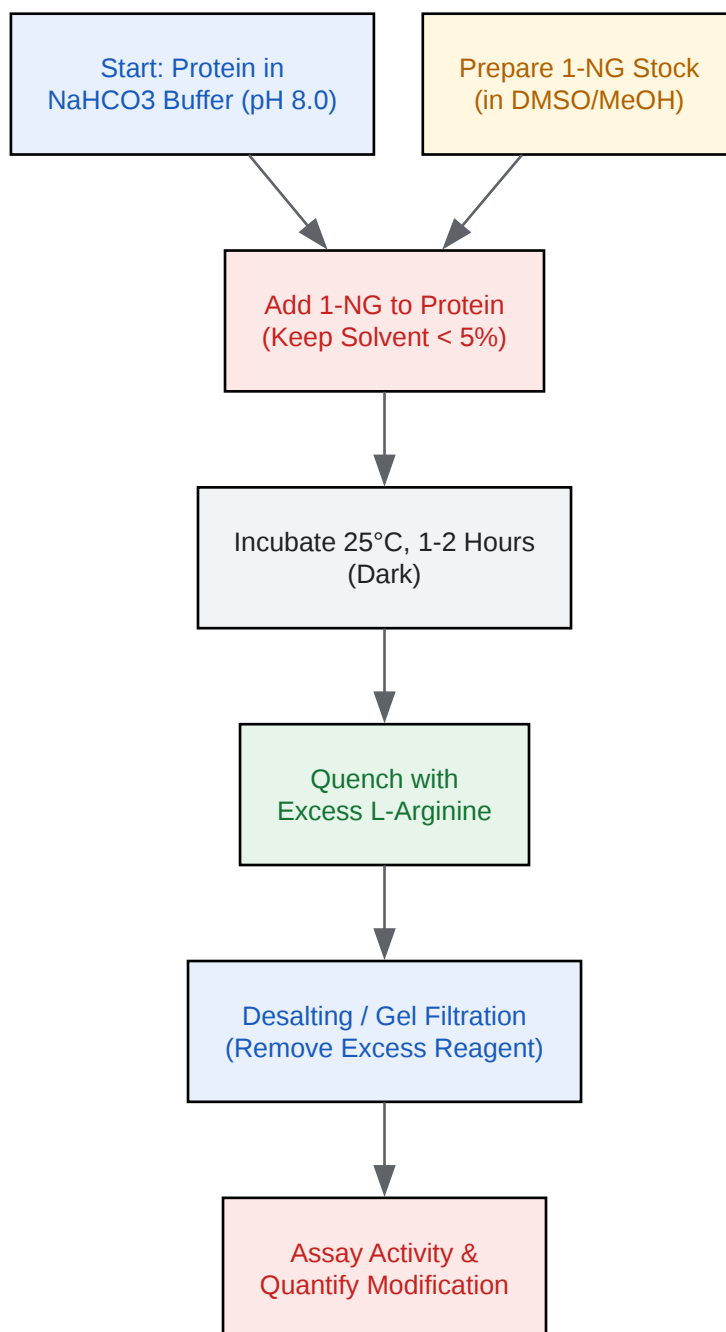 Start: Protein in
NaHCO3 Buffer (pH 8.0)
Prepare 1-NG Stock
(in DMSO/MeOH)
Add 1-NG to Protein
(Keep Solvent < 5%)
Incubate 25°C, 1-2 Hours
(Dark)
Quench with
Excess L-Arginine
Desalting / Gel Filtration
(Remove Excess Reagent)
Assay Activity &
Quantify Modification